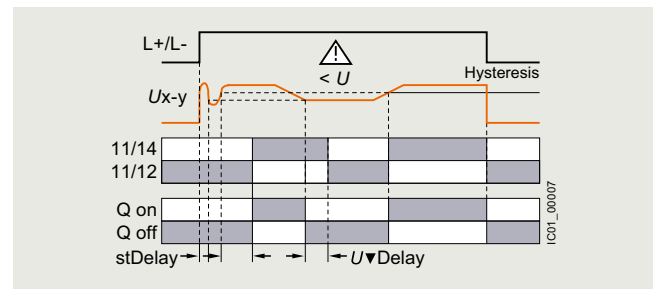 L+/L-
< U
Hysteresis
Ux-y
11/14
11/12
Q on
Q off
stDelay
U▼Delay
IC01_00007